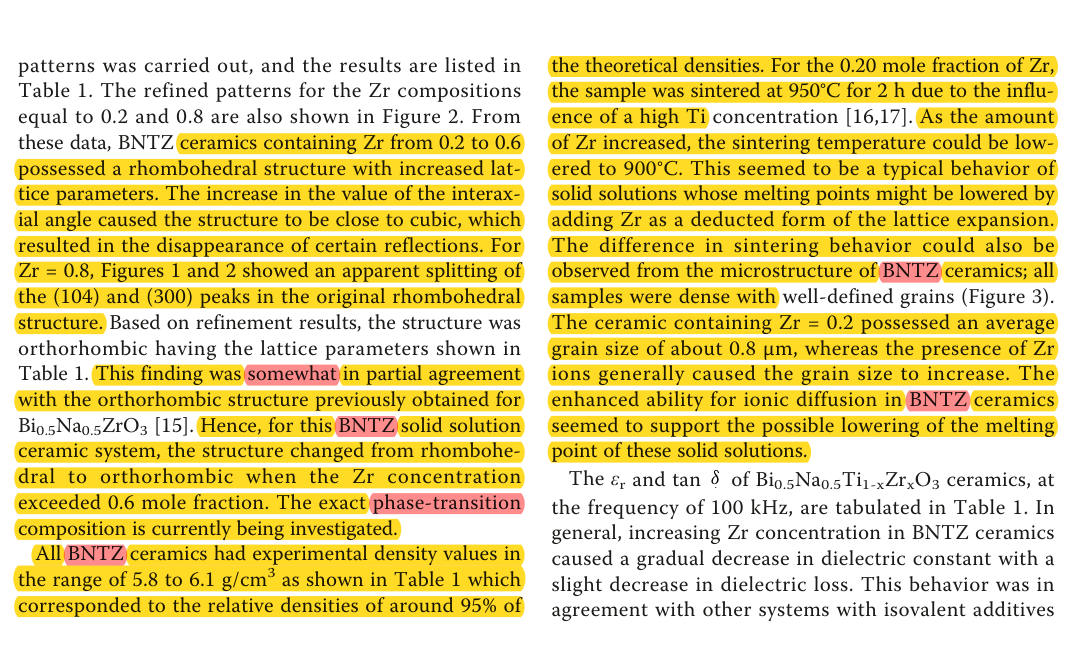 patterns was carried out, and the results are listed in
Table 1. The refined patterns for the Zr compositions
equal to 0.2 and 0.8 are also shown in Figure 2. From
these data, BNTZ ceramics containing Zr from 0.2 to 0.6
possessed a rhombohedral structure with increased lat-
tice parameters. The increase in the value of the interax-
ial angle caused the structure to be close to cubic, which
resulted in the disappearance of certain reflections. For
Zr = 0.8, Figures 1 and 2 showed an apparent splitting of
the (104) and (300) peaks in the original rhombohedral
structure. Based on refinement results, the structure was
orthorhombic having the lattice parameters shown in
Table 1. This finding was somewhat in partial agreement
with the orthorhombic structure previously obtained for
Bi₀.₅Na₀.₅ZrO₃ [15]. Hence, for this BNTZ solid solution
ceramic system, the structure changed from rhombohe-
dral to orthorhombic when the Zr concentration
exceeded 0.6 mole fraction. The exact phase-transition
composition is currently being investigated.
All BNTZ ceramics had experimental density values in
the range of 5.8 to 6.1 g/cm³ as shown in Table 1 which
corresponded to the relative densities of around 95% of
the theoretical densities. For the 0.20 mole fraction of Zr,
the sample was sintered at 950°C for 2 h due to the influ-
ence of a high Ti concentration [16,17]. As the amount
of Zr increased, the sintering temperature could be low-
ered to 900°C. This seemed to be a typical behavior of
solid solutions whose melting points might be lowered by
adding Zr as a deducted form of the lattice expansion.
The difference in sintering behavior could also be
observed from the microstructure of BNTZ ceramics; all
samples were dense with well-defined grains (Figure 3).
The ceramic containing Zr = 0.2 possessed an average
grain size of about 0.8 μm, whereas the presence of Zr
ions generally caused the grain size to increase. The
enhanced ability for ionic diffusion in BNTZ ceramics
seemed to support the possible lowering of the melting
point of these solid solutions.
The εᵣ and tan δ of Bi₀.₅Na₀.₅Ti₁₋ₓZrₓO₃ ceramics, at
the frequency of 100 kHz, are tabulated in Table 1. In
general, increasing Zr concentration in BNTZ ceramics
caused a gradual decrease in dielectric constant with a
slight decrease in dielectric loss. This behavior was in
agreement with other systems with isovalent additives